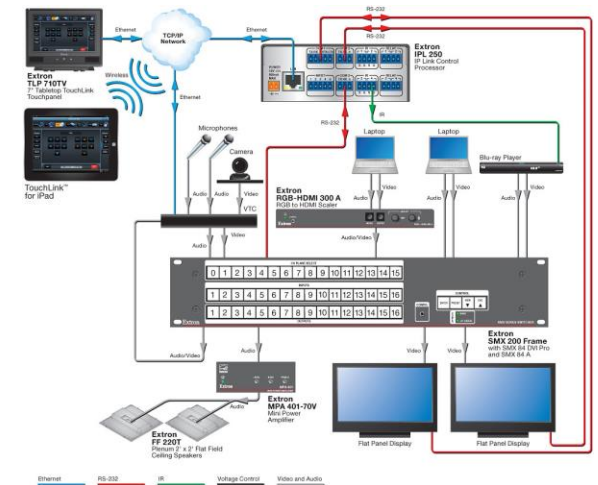 Ethernet
TCP/IP
Network
Ethernet
RS-232
RS-232
Extron
IPL 250
IP Link Control
Processor
Extron
TLP 710TV
7" Tabletop TouchLink
Touchpanel
Wireless
Ethernet
RS-232
IR
Microphones
Camera
Laptop
Laptop
Blu-ray Player
TouchLink™
for iPad
Audio
Audio
Video
VTC
Audio
Video
Extron
RGB-HDMI 300 A
RGB to HDMI Scaler
Audio
Video
Audio
Video
Audio
Video
Audio/Video
0 1 2 3 4 5 6 7 8 9 10 11 12 13 14 15
INPUTS
1 2 3 4 5 6 7 8 9 10 11 12 13 14 15 16
1 2 3 4 5 6 7 8 9 10 11 12 13 14 15 16
OUTPUTS
CONTROL
Extron
Extron
SMX 200 Frame
with SMX 84 DVI Pro
and SMX 84 A
Audio/Video
Audio
Video
Video
Extron
MPA 401-70V
Mini Power
Amplifier
Audio
Extron
FF 220T
Plenum 2' x 2' Flat Field
Ceiling Speakers
Flat Panel Display
Flat Panel Display
Ethernet
RS-232
IR
Voltage Control
Video and Audio